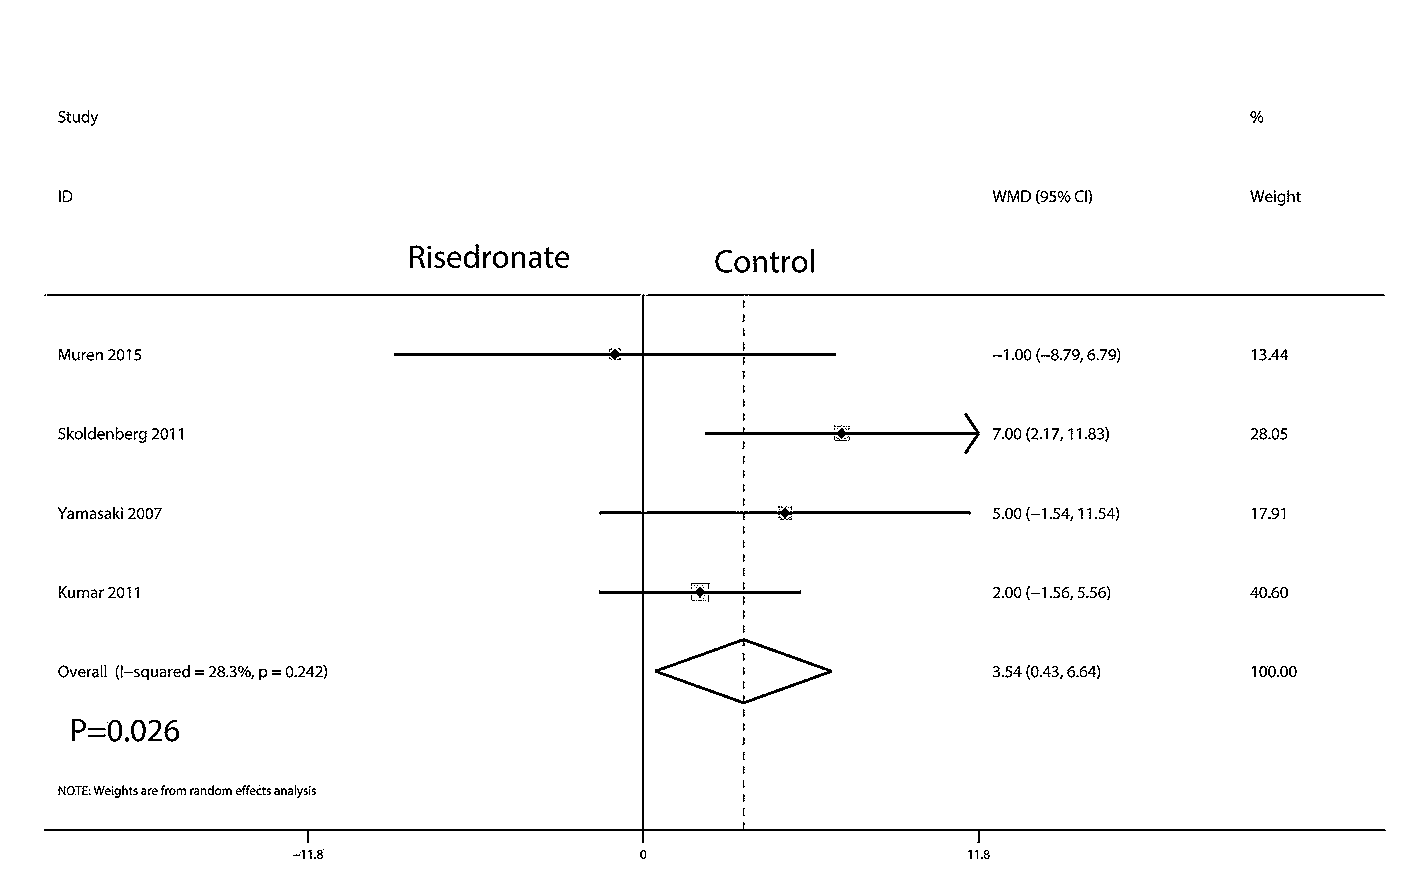 Study %
ID WMD (95% CI) Weight
Risedronate Control
Muren 2015 −1.00 (−8.79, 6.79) 13.44
Skoldenberg 2011 7.00 (2.17, 11.83) 28.05
Yamasaki 2007 5.00 (−1.54, 11.54) 17.91
Kumar 2011 2.00 (−1.56, 5.56) 40.60
Overall (I−squared = 28.3%, p = 0.242) 3.54 (0.43, 6.64) 100.00
P=0.026
NOTE: Weights are from random effects analysis
−11.8 0 11.8